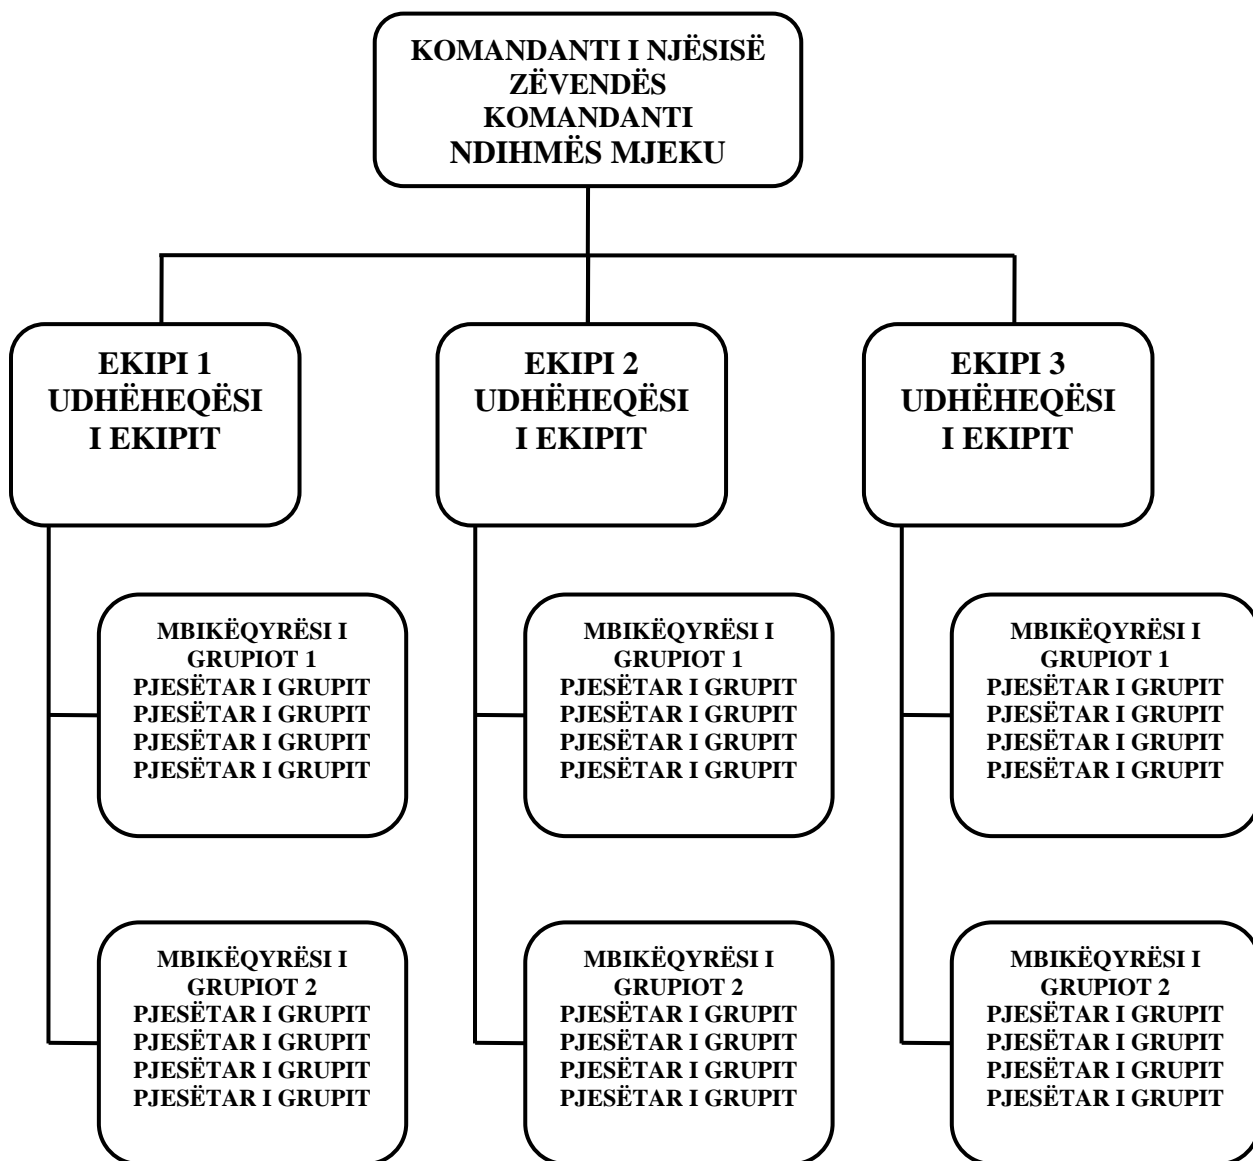 KOMANDANTI I NJËSISË
ZËVENDËS
KOMANDANTI
NDIHMËS MJEKU
EKIPI 1
UDHËHEQËSI
I EKIPIT
EKIPI 2
UDHËHEQËSI
I EKIPIT
EKIPI 3
UDHËHEQËSI
I EKIPIT
MBIKËQYRËSI I
GRUPIOT 1
PJESËTAR I GRUPIT
PJESËTAR I GRUPIT
PJESËTAR I GRUPIT
PJESËTAR I GRUPIT
MBIKËQYRËSI I
GRUPIOT 1
PJESËTAR I GRUPIT
PJESËTAR I GRUPIT
PJESËTAR I GRUPIT
PJESËTAR I GRUPIT
MBIKËQYRËSI I
GRUPIOT 1
PJESËTAR I GRUPIT
PJESËTAR I GRUPIT
PJESËTAR I GRUPIT
PJESËTAR I GRUPIT
MBIKËQYRËSI I
GRUPIOT 2
PJESËTAR I GRUPIT
PJESËTAR I GRUPIT
PJESËTAR I GRUPIT
PJESËTAR I GRUPIT
MBIKËQYRËSI I
GRUPIOT 2
PJESËTAR I GRUPIT
PJESËTAR I GRUPIT
PJESËTAR I GRUPIT
PJESËTAR I GRUPIT
MBIKËQYRËSI I
GRUPIOT 2
PJESËTAR I GRUPIT
PJESËTAR I GRUPIT
PJESËTAR I GRUPIT
PJESËTAR I GRUPIT